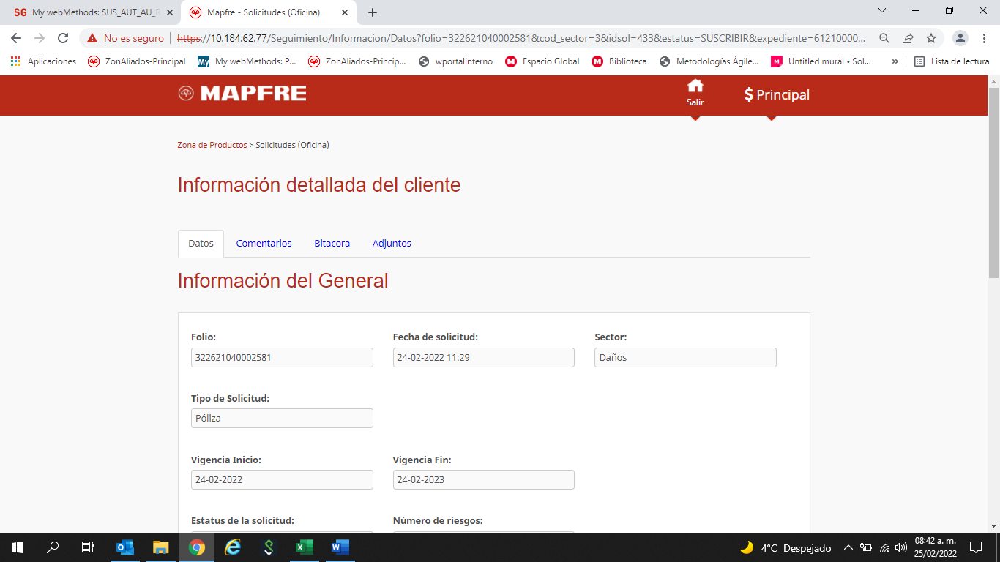 SG My webMethods: SUS_AUT_AU_R
Mapfre - Solicitudes (Oficina)
No es seguro https://10.184.62.77/Seguimiento/Informacion/Datos?folio=322621040002581&cod_sector=3&idsol=433&estatus=SUSCRIBIR&expediente=61210000...
Aplicaciones ZonAliados-Principal My My webMethods: P... ZonAliados-Princip... wportalinterno Espacio Global Biblioteca Metodologías Ágile... Untitled mural • Sol... » Lista de lectura
MAPFRE Salir $ Principal
Zona de Productos > Solicitudes (Oficina)
Información detallada del cliente
Datos Comentarios Bitacora Adjuntos
Información del General
Folio: Fecha de solicitud: Sector:
322621040002581 24-02-2022 11:29 Daños
Tipo de Solicitud:
Póliza
Vigencia Inicio: Vigencia Fin:
24-02-2022 24-02-2023
Estatus de la solicitud: Número de riesgos:
4°C Despejado 08:42 a. m.
25/02/2022